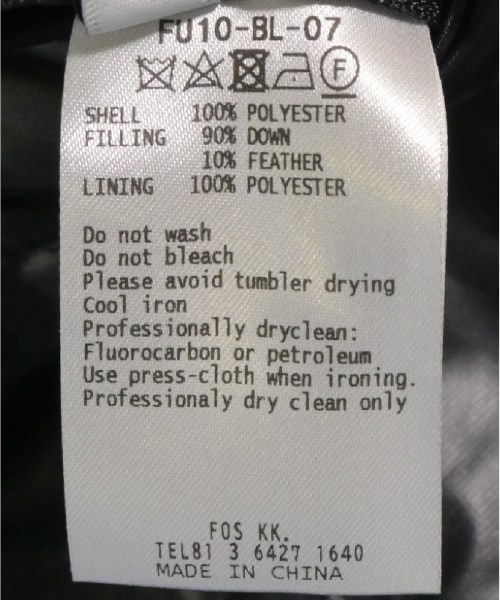 FU10-BL-07
F
SHELL 100% POLYESTER
FILLING 90% DOWN
10% FEATHER
LINING 100% POLYESTER
Do not wash
Do not bleach
Please avoid tumbler drying
Cool iron
Professionally dryclean:
Fluorocarbon or petroleum
Use press-cloth when ironing.
Professionaly dry clean only
FOS KK.
TEL81 3 6427 1640
MADE IN CHINA